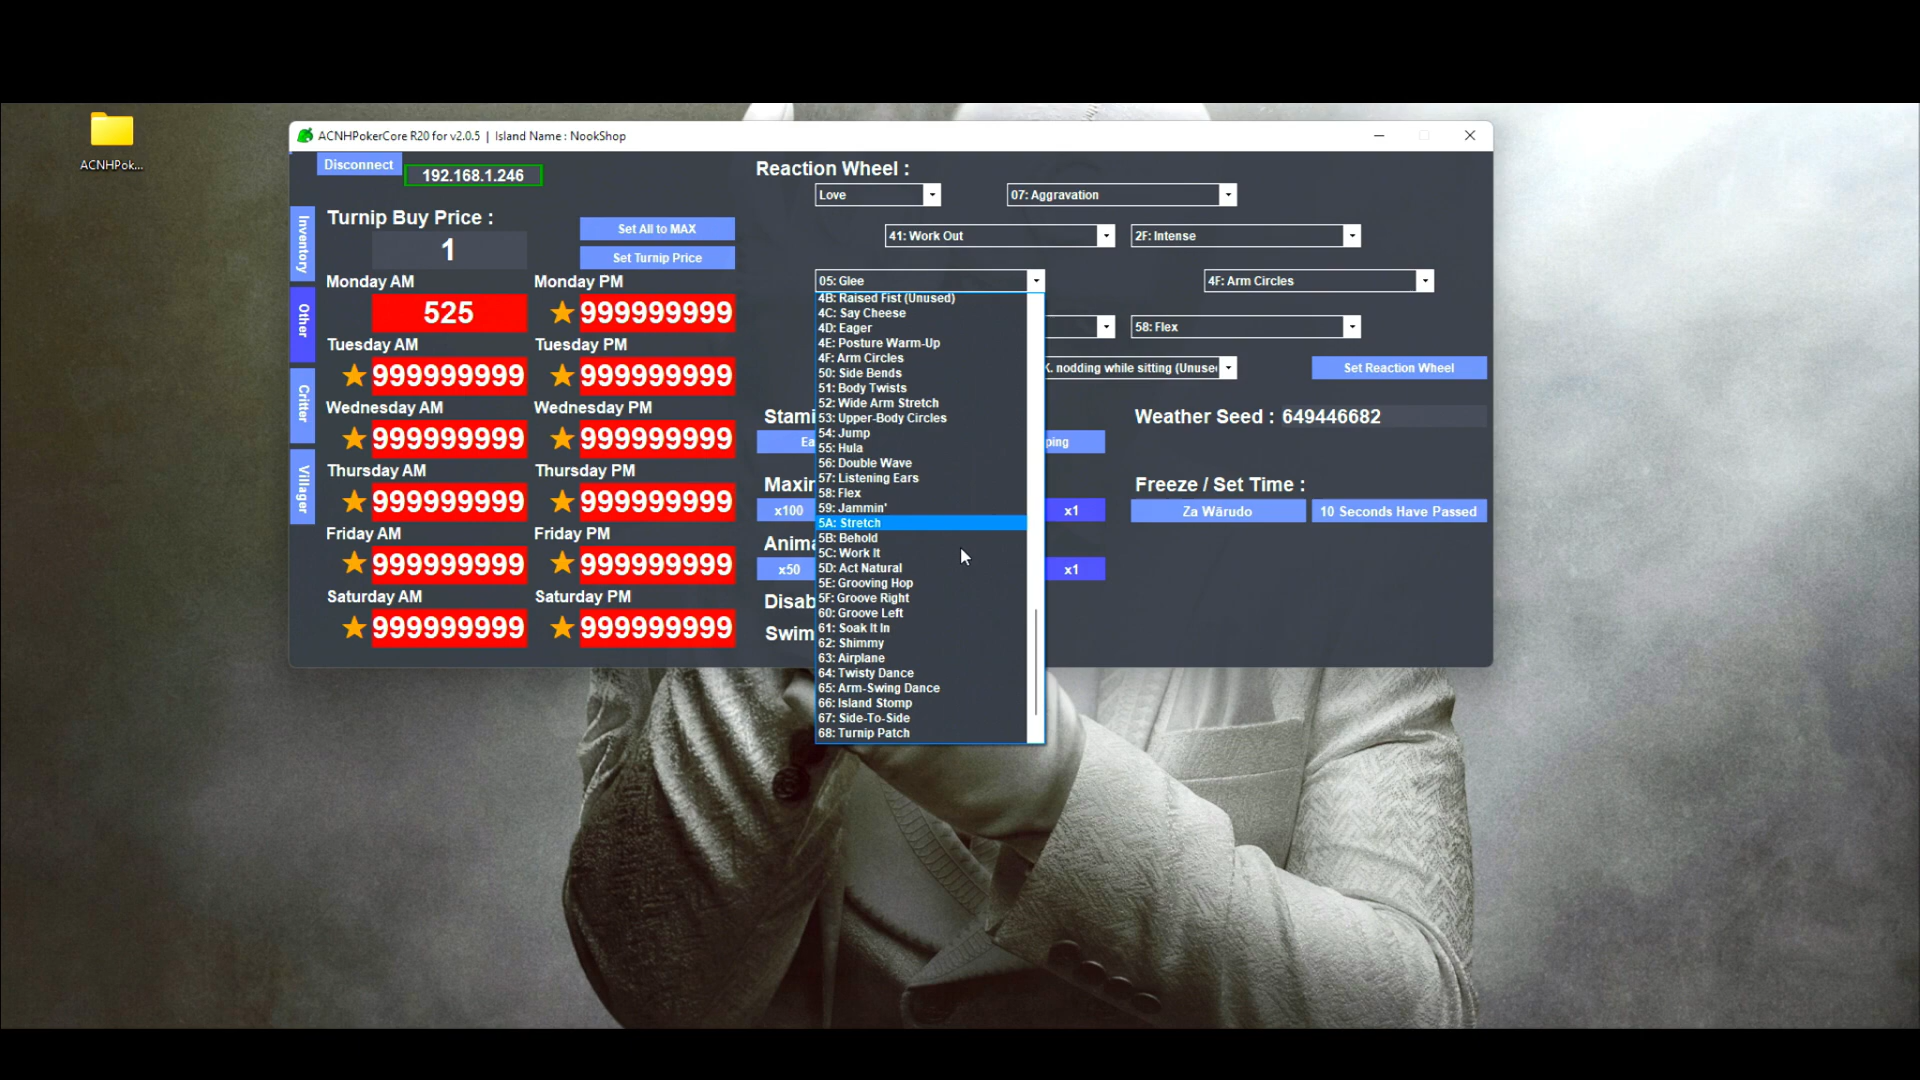 ACNHPok...
ACNHPokerCore R20 for v2.0.5 | Island Name : NookShop
Disconnect
192.168.1.246
Inventory
Other
Critter
Villager
Turnip Buy Price :
1
Set All to MAX
Set Turnip Price
Monday AM
Monday PM
525
999999999
Tuesday AM
Tuesday PM
999999999
999999999
Wednesday AM
Wednesday PM
999999999
999999999
Thursday AM
Thursday PM
999999999
999999999
Friday AM
Friday PM
999999999
999999999
Saturday AM
Saturday PM
999999999
999999999
Reaction Wheel :
Love
07: Aggravation
41: Work Out
2F: Intense
05: Glee
4F: Arm Circles
4B: Raised Fist (Unused)
4C: Say Cheese
4D: Eager
4E: Posture Warm-Up
4F: Arm Circles
50: Side Bends
51: Body Twists
52: Wide Arm Stretch
53: Upper-Body Circles
54: Jump
55: Hula
56: Double Wave
57: Listening Ears
58: Flex
59: Jammin'
5A: Stretch
5B: Behold
5C: Work It
5D: Act Natural
5E: Grooving Hop
5F: Groove Right
60: Groove Left
61: Soak It In
62: Shimmy
63: Airplane
64: Twisty Dance
65: Arm-Swing Dance
66: Island Stomp
67: Side-To-Side
68: Turnip Patch
58: Flex
nodding while sitting
Set Reaction Wheel
Weather Seed : 649446682
x100
x1
Freeze / Set Time :
Za Wārudo
10 Seconds Have Passed
x50
x1
Swim